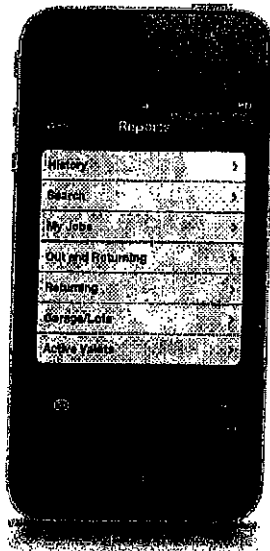 Reports
History
Search
My Jobs
Out and Returning
Returning
Garage/Lots
Active Valets